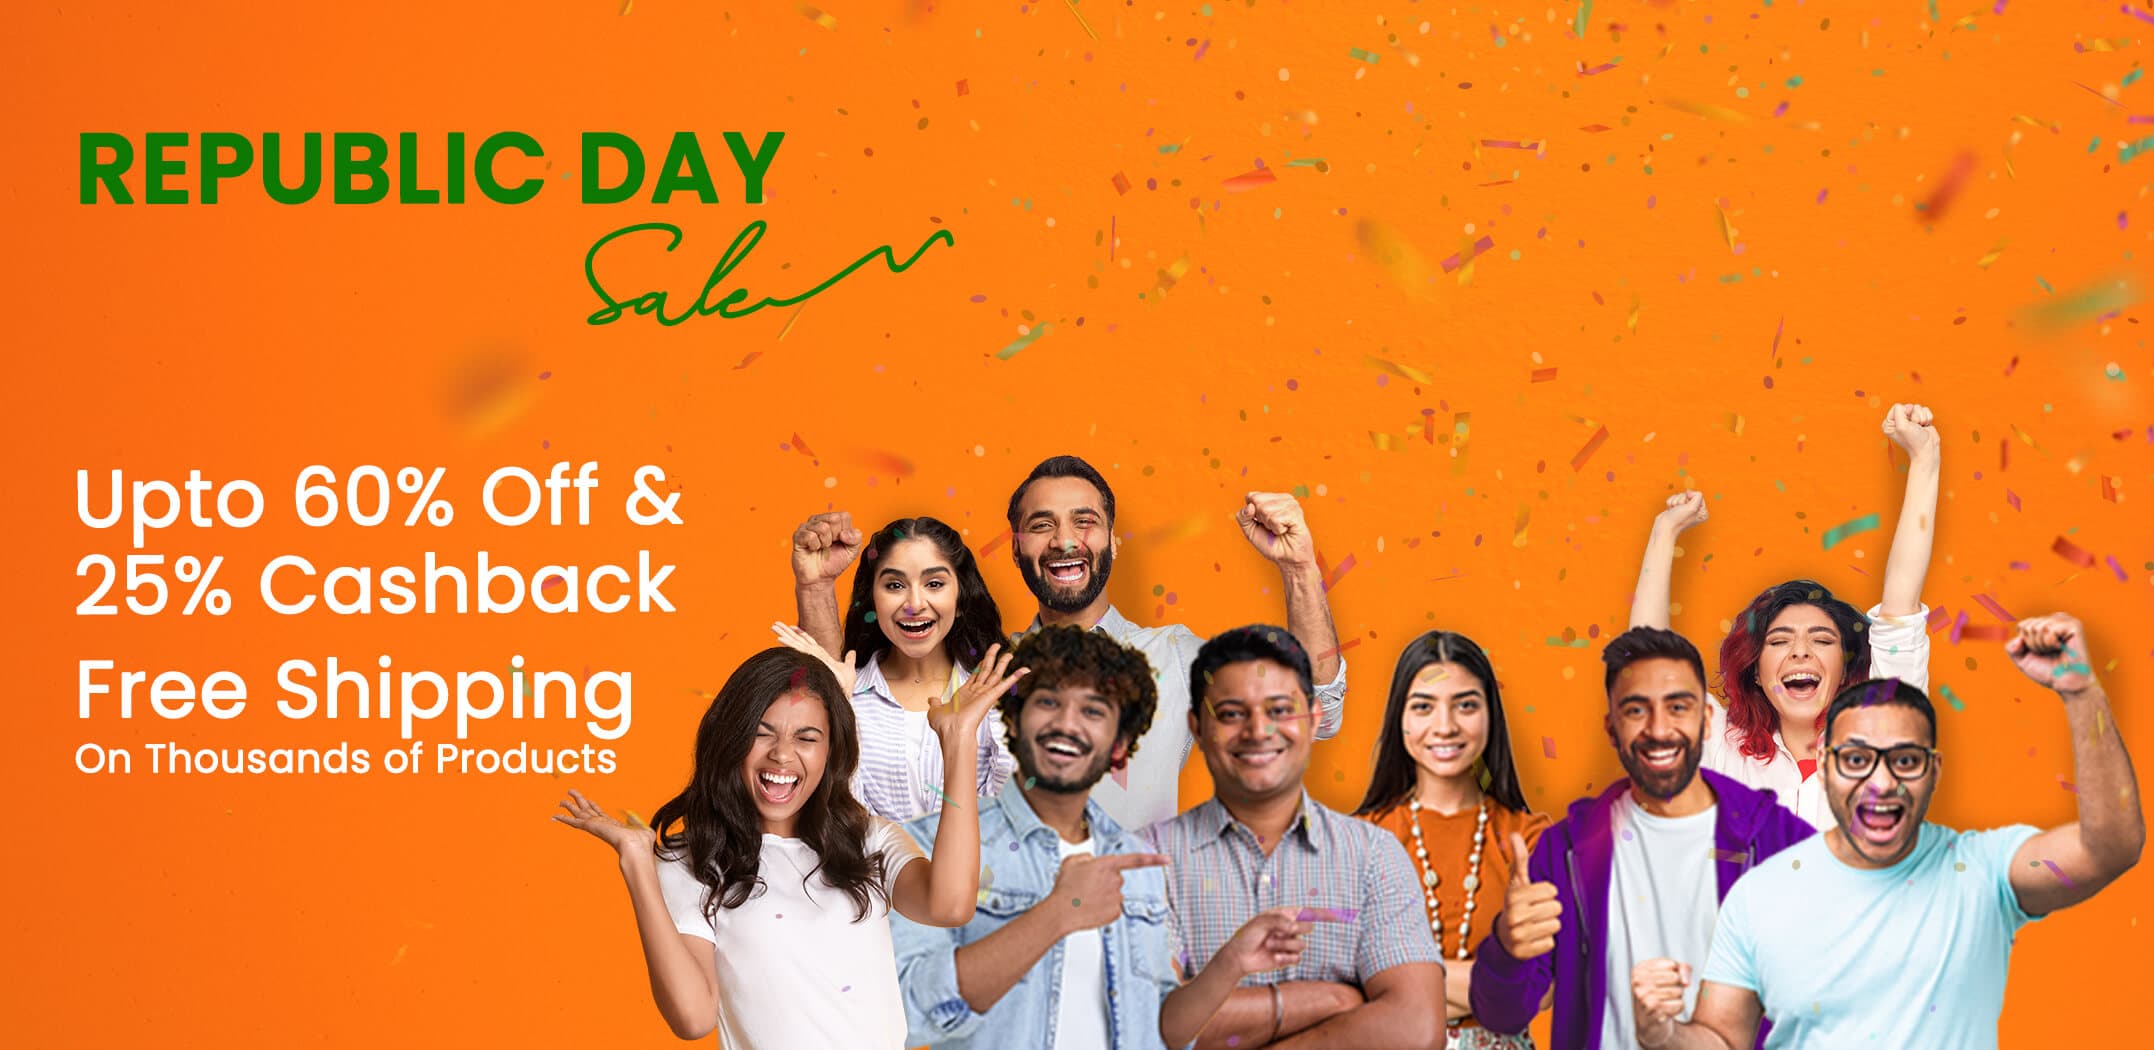 REPUBLIC DAY
Sale
Upto 60% Off &
25% Cashback
Free Shipping
On Thousands of Products